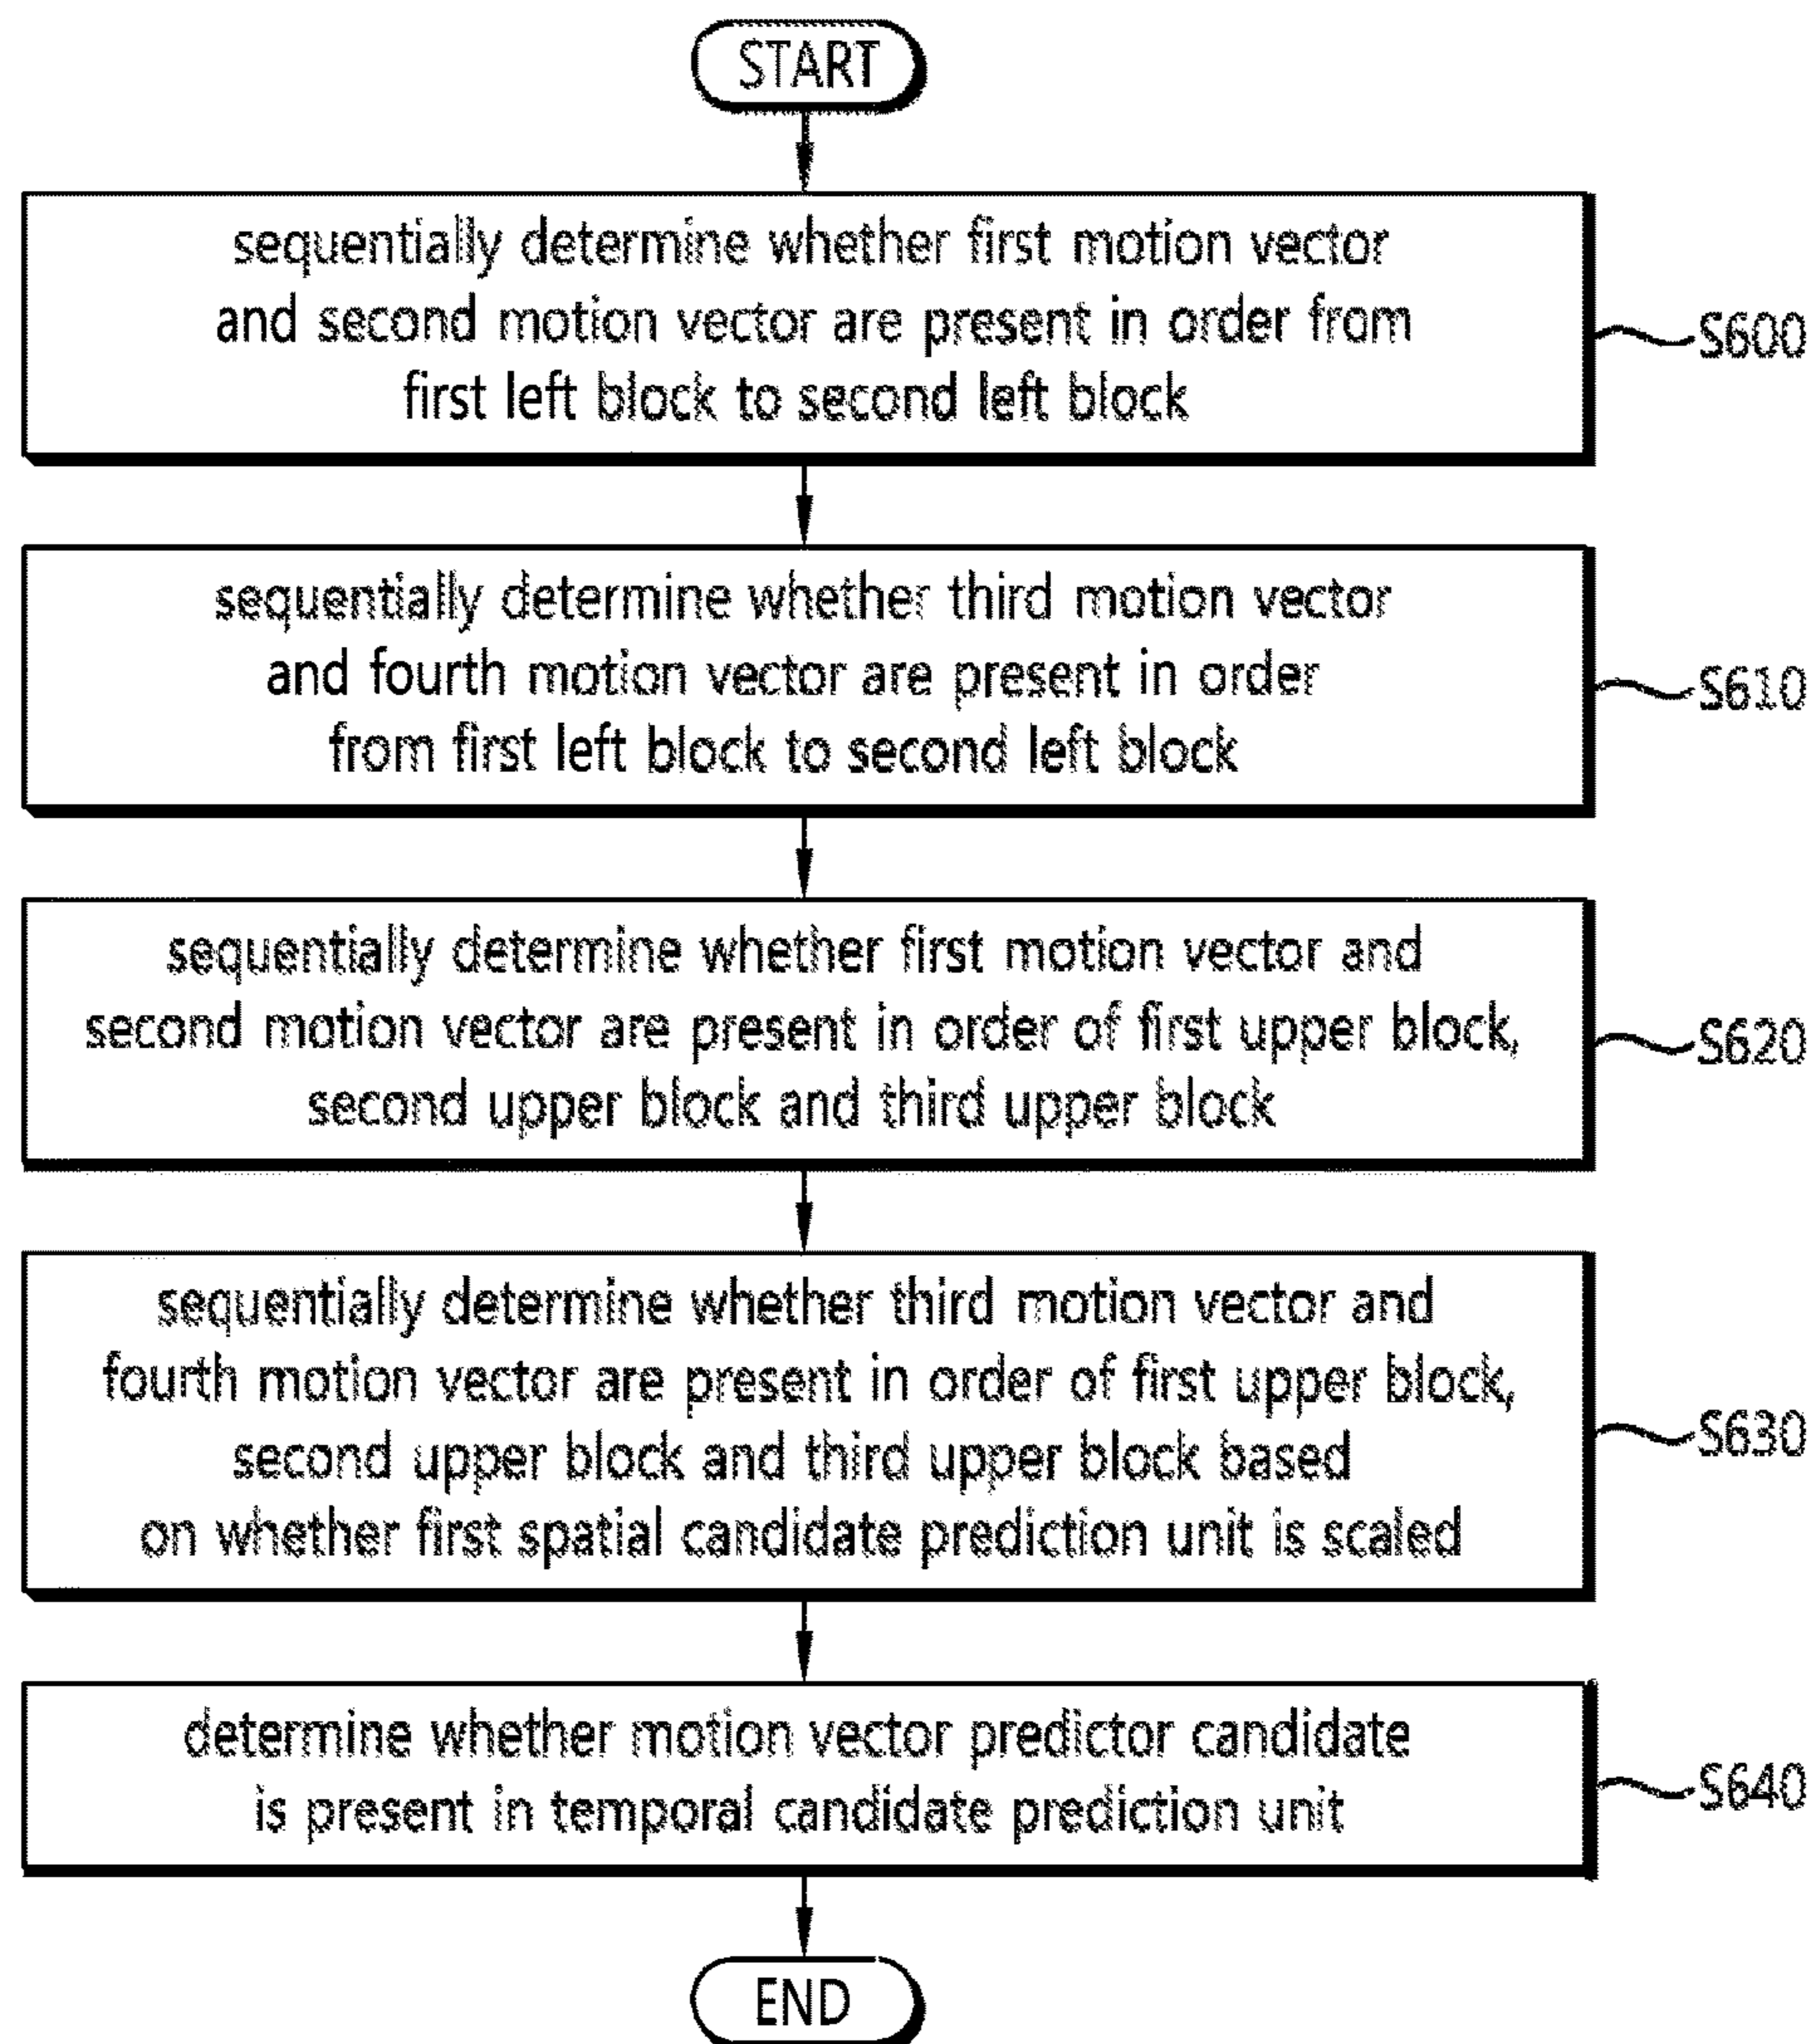 START
sequentially determine whether first motion vector
and second motion vector are present in order from
first left block to second left block
S600
sequentially determine whether third motion vector
and fourth motion vector are present in order
from first left block to second left block
S610
sequentially determine whether first motion vector and
second motion vector are present in order of first upper block,
second upper block and third upper block
S620
sequentially determine whether third motion vector and
fourth motion vector are present in order of first upper block,
second upper block and third upper block based
on whether first spatial candidate prediction unit is scaled
S630
determine whether motion vector predictor candidate
is present in temporal candidate prediction unit
S640
END